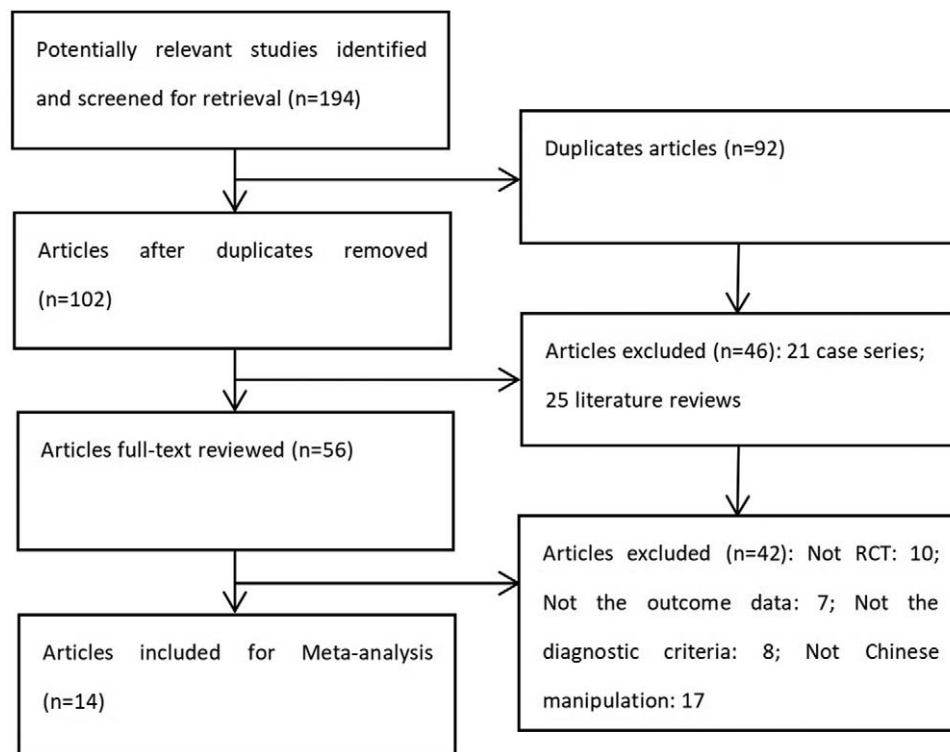 Potentially relevant studies identified
and screened for retrieval (n=194)
Duplicates articles (n=92)
Articles after duplicates removed
(n=102)
Articles excluded (n=46): 21 case series;
25 literature reviews
Articles full-text reviewed (n=56)
Articles excluded (n=42): Not RCT: 10;
Not the outcome data: 7; Not the
diagnostic criteria: 8; Not Chinese
manipulation: 17
Articles included for Meta-analysis
(n=14)